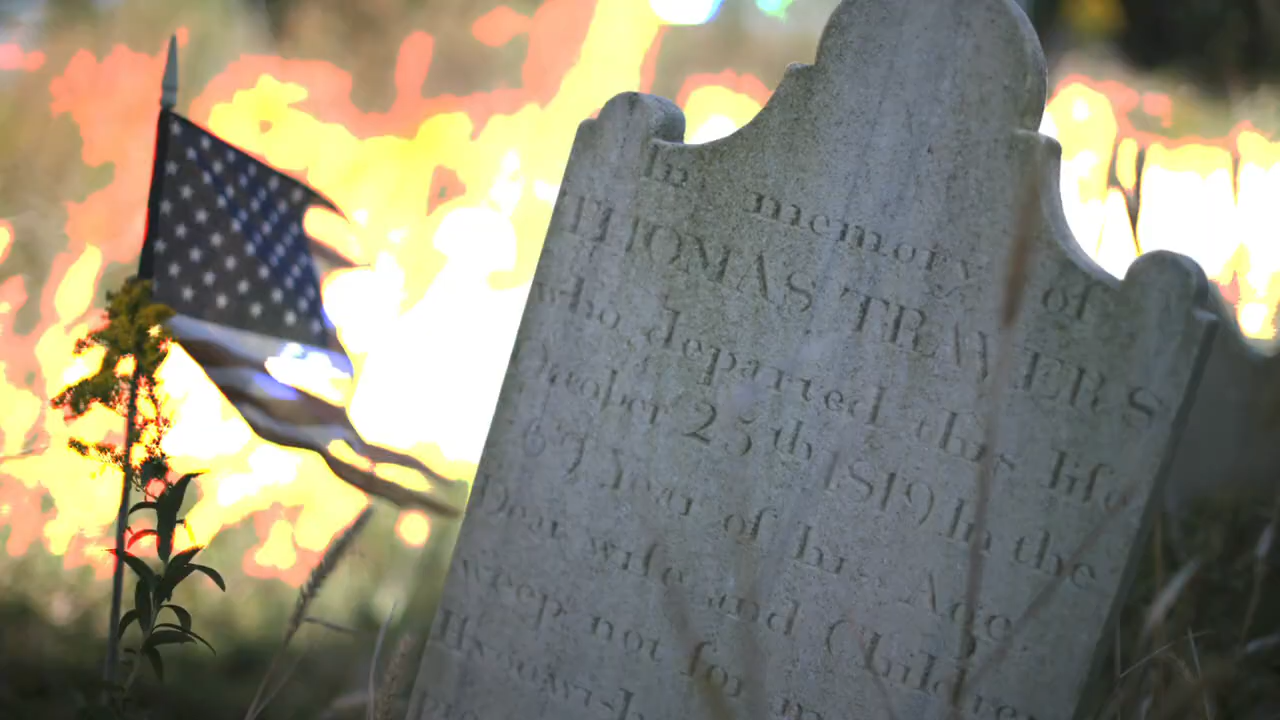 In memory of
THOMAS TRAVERS
who departed this life
October 25th 1819 In the
67 Year of his Age
Dear wife and Children
weep not for